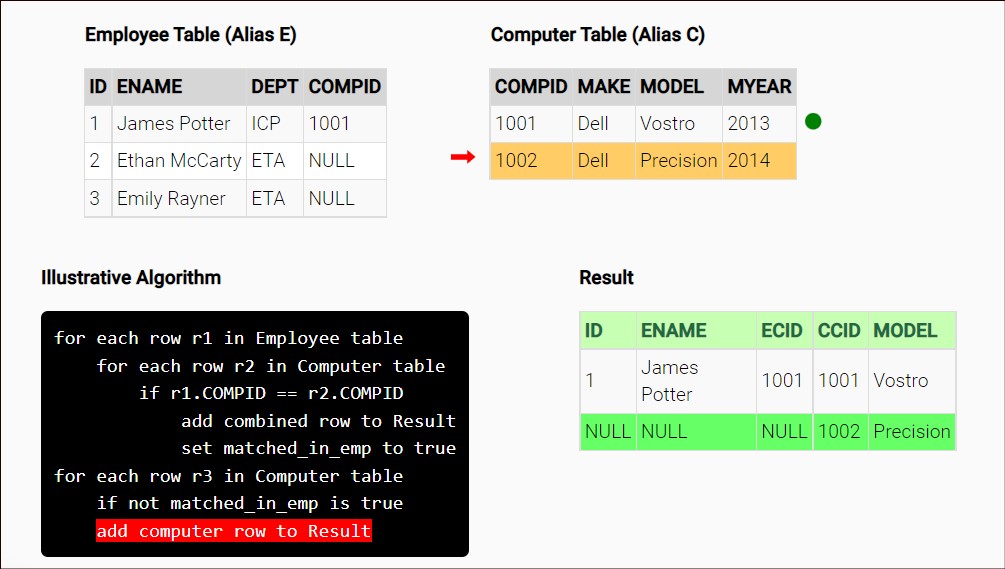 Employee Table (Alias E)
ID ENAME DEPT COMPID
1 James Potter ICP 1001
2 Ethan McCarty ETA NULL
3 Emily Rayner ETA NULL
Computer Table (Alias C)
COMPID MAKE MODEL MYEAR
1001 Dell Vostro 2013
1002 Dell Precision 2014
Illustrative Algorithm
for each row r1 in Employee table
    for each row r2 in Computer table
        if r1.COMPID == r2.COMPID
            add combined row to Result
            set matched_in_emp to true
for each row r3 in Computer table
    if not matched_in_emp is true
    add computer row to Result
Result
ID ENAME ECID CCID MODEL
1 James Potter 1001 1001 Vostro
NULL NULL NULL 1002 Precision